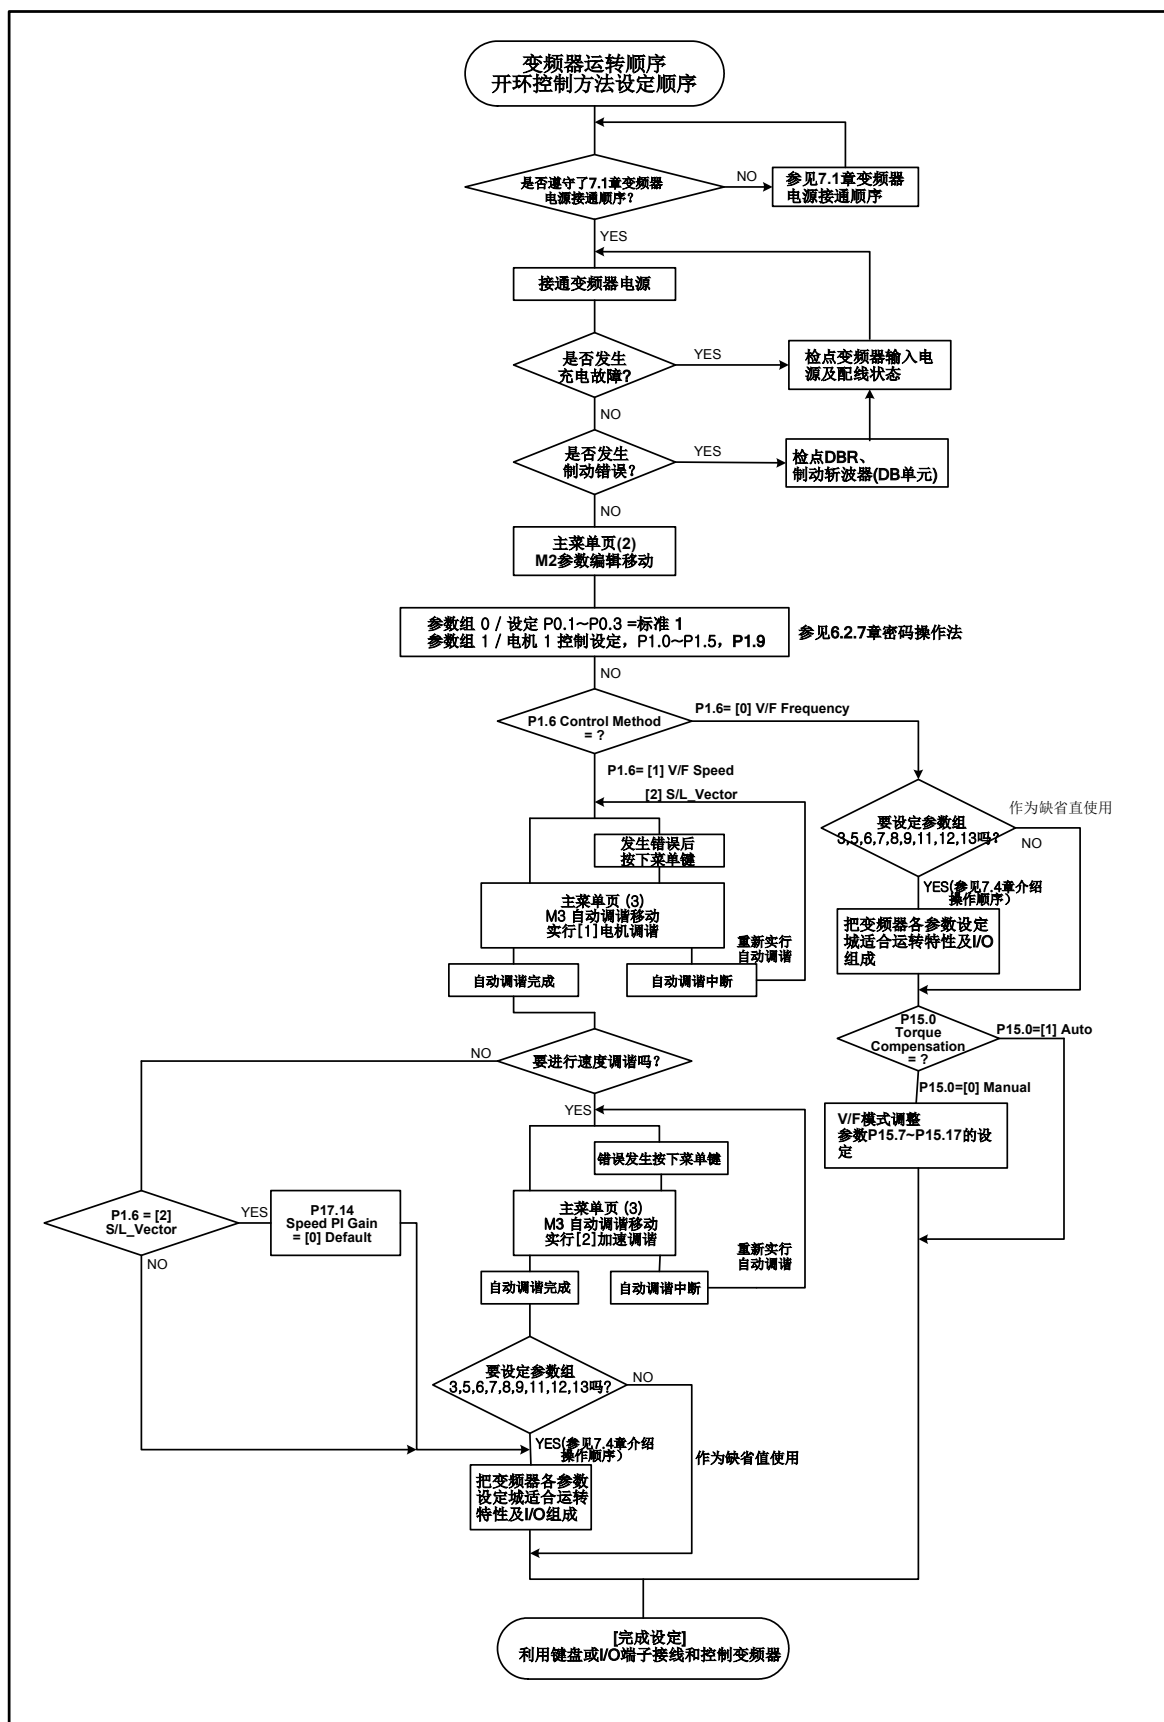 变频器运转顺序
开环控制方法设定顺序
是否遵守了7.1章变频器
电源接通顺序？
NO
参见7.1章变频器
电源接通顺序
YES
接通变频器电源
是否发生
充电故障?
YES
检点变频器输入电
源及配线状态
NO
是否发生
制动错误？
YES
检点DBR、
制动斩波器(DB单元)
NO
主菜单页(2)
M2参数编辑移动
参数组 0 / 设定 P0.1~P0.3 =标准 1
参数组 1 / 电机 1 控制设定，P1.0~P1.5，P1.9
参见6.2.7章密码操作法
NO
P1.6 Control Method
= ?
P1.6= [0] V/F Frequency
P1.6= [1] V/F Speed
[2] S/L_Vector
发生错误后
按下菜单键
主菜单页 (3)
M3 自动调谐移动
实行[1]电机调谐
重新实行
自动调谐
自动调谐完成
自动调谐中断
要设定参数组
3,5,6,7,8,9,11,12,13吗?
作为缺省直使用
NO
YES(参见7.4章介绍
操作顺序）
把变频器各参数设定
城适合运转特性及I/O
组成
P15.0
Torque
Compensation
= ?
P15.0=[1] Auto
P15.0=[0] Manual
V/F模式调整
参数P15.7~P15.17的设
定
要进行速度调谐吗？
NO
YES
错误发生按下菜单键
主菜单页 (3)
M3 自动调谐移动
实行[2]加速调谐
重新实行
自动调谐
自动调谐完成
自动调谐中断
P1.6 = [2]
S/L_Vector
YES
P17.14
Speed PI Gain
= [0] Default
NO
要设定参数组
3,5,6,7,8,9,11,12,13吗?
NO
YES(参见7.4章介绍
操作顺序）
作为缺省值使用
把变频器各参数
设定城适合运转
特性及I/O组成
[完成设定]
利用键盘或I/O端子接线和控制变频器